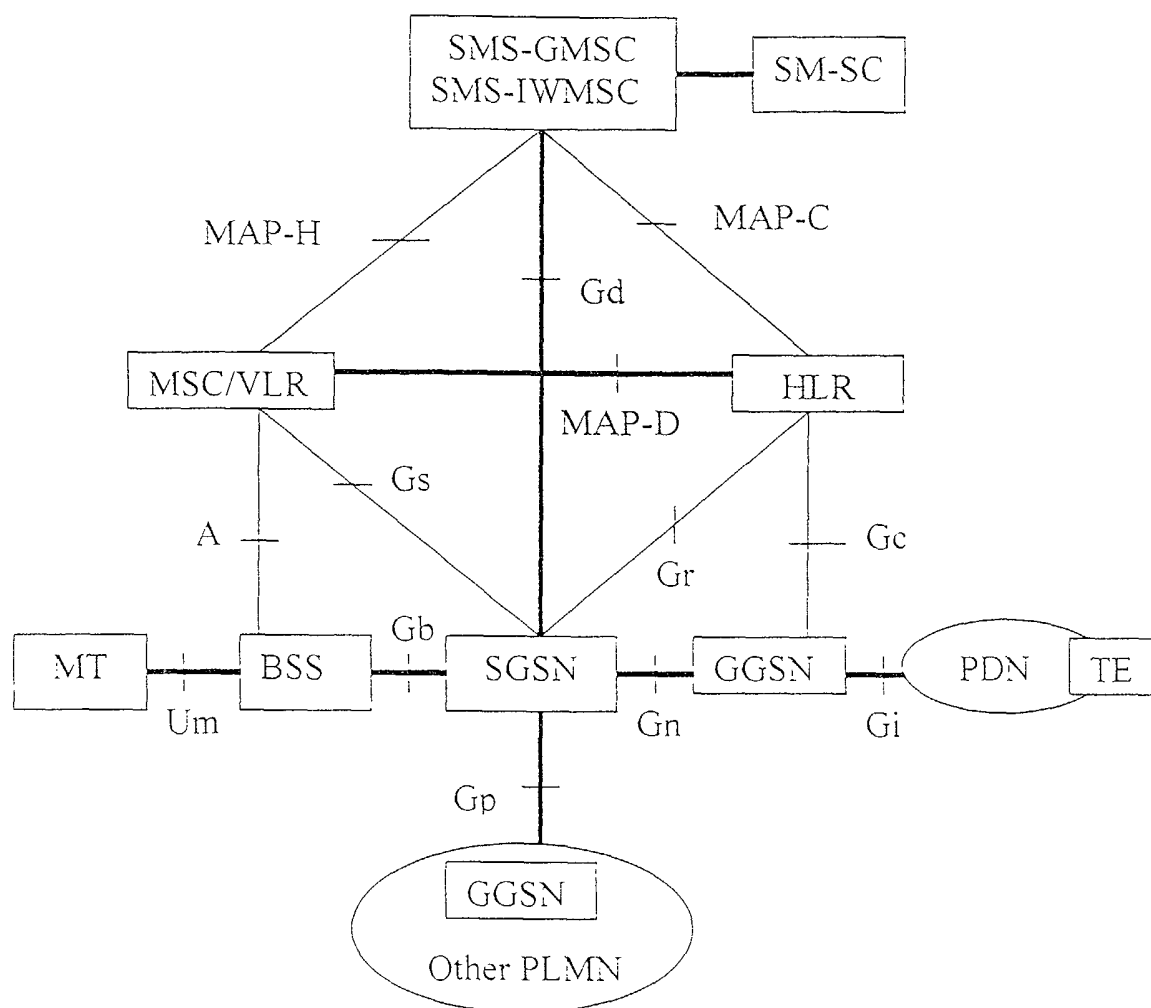 SMS-GMSC
SMS-IWMSC
SM-SC
MAP-H
MAP-C
Gd
MSC/VLR
HLR
MAP-D
Gs
A
Gr
Gc
Gb
MT
BSS
SGSN
GGSN
PDN
TE
Um
Gn
Gi
Gp
GGSN
Other PLMN